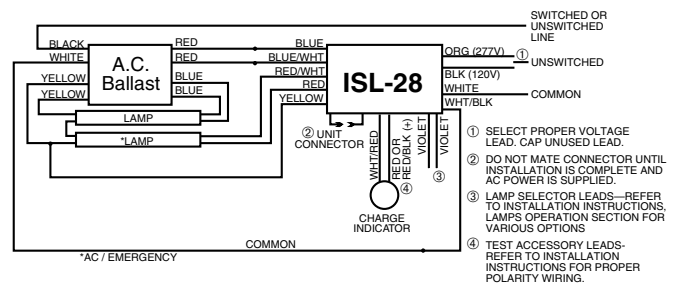 SWITCHED OR
UNSWITCHED
LINE
BLACK
WHITE
YELLOW
YELLOW
A.C.
Ballast
RED
RED
BLUE
BLUE
LAMP
*LAMP
BLUE
BLUE/WHT
RED/WHT
RED
YELLOW
ISL-28
ORG (277V)
①
UNSWITCHED
BLK (120V)
WHITE
COMMON
WHT/BLK
② UNIT
CONNECTOR
WHT/RED
RED OR
RED/BLK (+)
④
VIOLET
VIOLET
③
CHARGE
INDICATOR
COMMON
*AC / EMERGENCY
① SELECT PROPER VOLTAGE
LEAD. CAP UNUSED LEAD.
② DO NOT MATE CONNECTOR UNTIL
INSTALLATION IS COMPLETE AND
AC POWER IS SUPPLIED.
③ LAMP SELECTOR LEADS—REFER
TO INSTALLATION INSTRUCTIONS,
LAMPS OPERATION SECTION FOR
VARIOUS OPTIONS
④ TEST ACCESSORY LEADS-
REFER TO INSTALLATION
INSTRUCTIONS FOR PROPER
POLARITY WIRING.